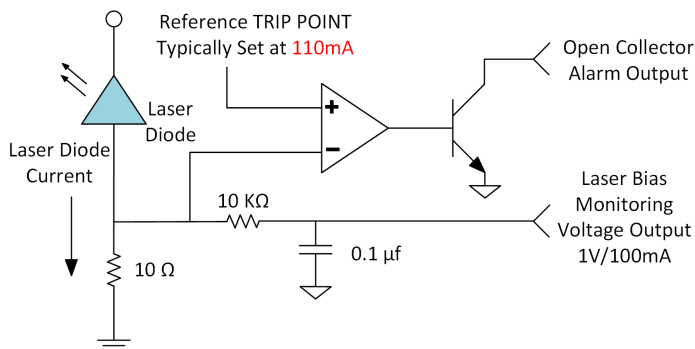 Reference TRIP POINT
Typically Set at 110mA
Open Collector
Alarm Output
Laser
Diode
+
−
Laser Diode
Current
10 KΩ
Laser Bias
Monitoring
Voltage Output
1V/100mA
10 Ω
0.1 µf